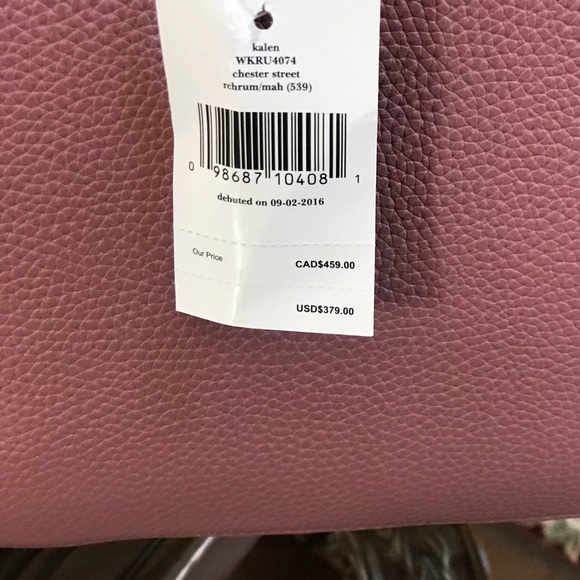 kalen
WKRU4074
chester street
rchrum/mah (539)
0 98687 10408 1
debuted on 09-02-2016
Our Price CAD$459.00
USD$379.00